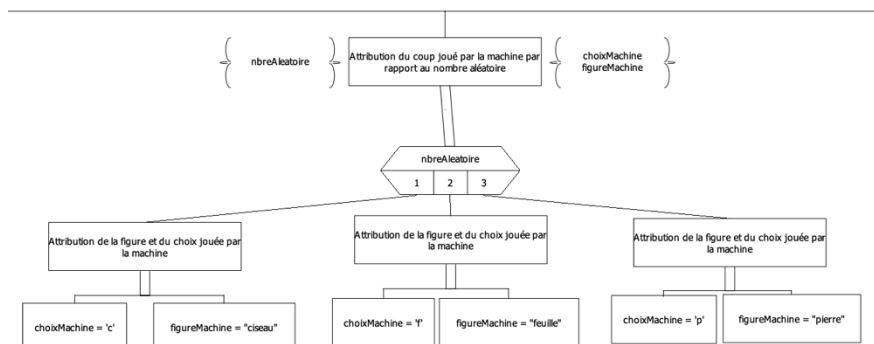 nbreAleatoire
Attribution du coup joué par la machine par
rapport au nombre aléatoire
choixMachine
figureMachine
nbreAleatoire
1 2 3
Attribution de la figure et du choix jouée par
la machine
Attribution de la figure et du choix jouée par
la machine
Attribution de la figure et du choix jouée par
la machine
choixMachine = 'c'
figureMachine = "ciseau"
choixMachine = 'f'
figureMachine = "feuille"
choixMachine = 'p'
figureMachine = "pierre"